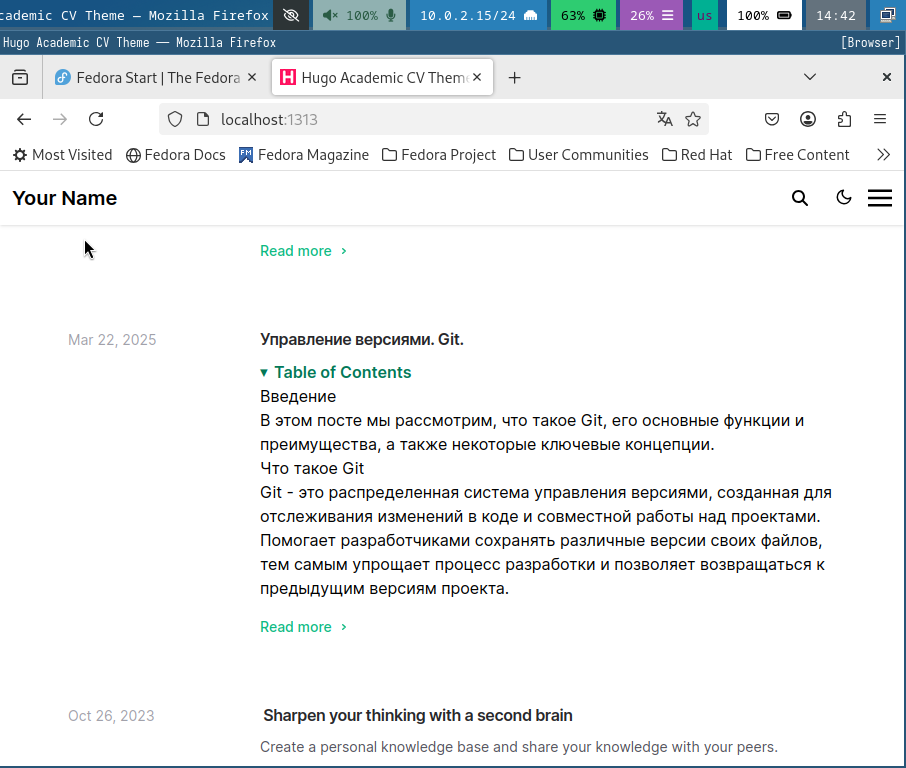 cademic CV Theme — Mozilla Firefox 100% 10.0.2.15/24 63% 26% us 100% 14:42
Hugo Academic CV Theme — Mozilla Firefox [Browser]
Fedora Start | The Fedora Hugo Academic CV Them
localhost:1313
Most Visited Fedora Docs Fedora Magazine Fedora Project User Communities Red Hat Free Content
Your Name
Read more
Mar 22, 2025 Управление версиями. Git.
Table of Contents
Введение
В этом посте мы рассмотрим, что такое Git, его основные функции и
преимущества, а также некоторые ключевые концепции.
Что такое Git
Git - это распределенная система управления версиями, созданная для
отслеживания изменений в коде и совместной работы над проектами.
Помогает разработчиками сохранять различные версии своих файлов,
тем самым упрощает процесс разработки и позволяет возвращаться к
предыдущим версиям проекта.
Read more
Oct 26, 2023 Sharpen your thinking with a second brain
Create a personal knowledge base and share your knowledge with your peers.